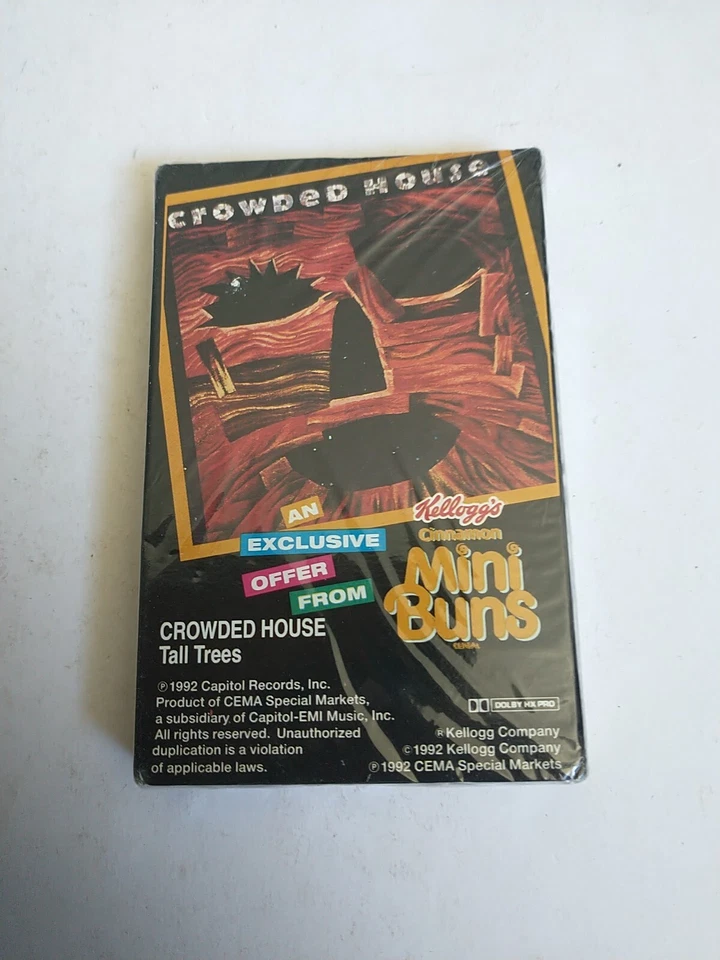 CROWDED HOUSE
AN
EXCLUSIVE
OFFER
FROM
Kellogg's
Cinnamon
Mini
Buns
CEREAL
CROWDED HOUSE
Tall Trees
℗1992 Capitol Records, Inc.
Product of CEMA Special Markets,
a subsidiary of Capitol-EMI Music, Inc.
All rights reserved. Unauthorized
duplication is a violation
of applicable laws.
DOLBY HX PRO
®Kellogg Company
©1992 Kellogg Company
℗1992 CEMA Special Markets